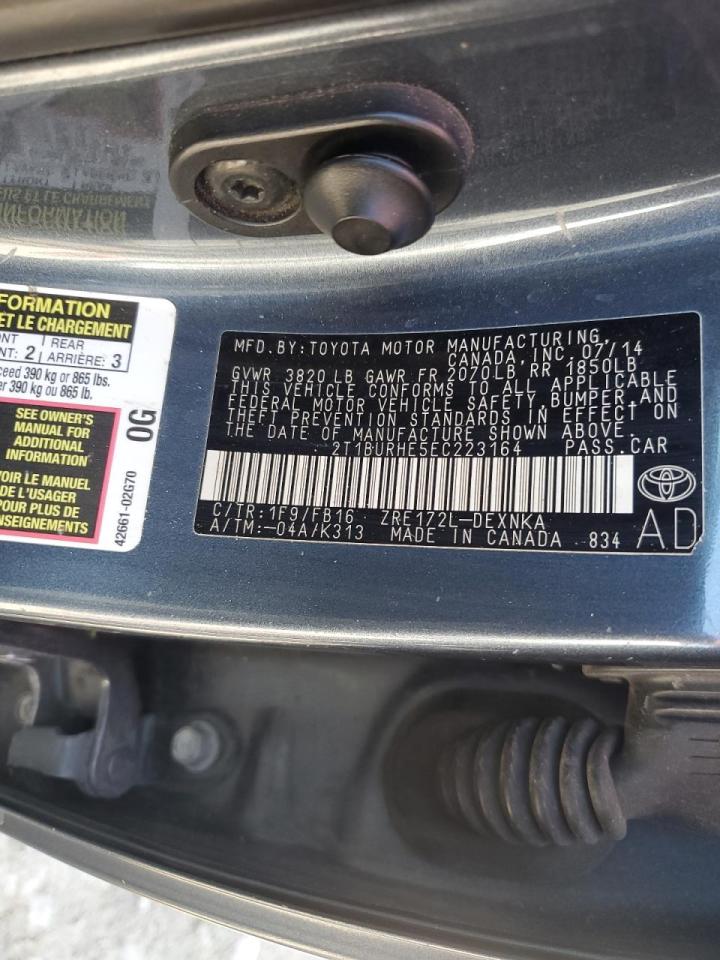 FORMATION
ET LE CHARGEMENT
REAR
2 ARRIÈRE: 3
390 kg or 865 lbs.
390 kg ou 865 lb.
SEE OWNER'S
MANUAL FOR
ADDITIONAL
INFORMATION
VOIR LE MANUEL
DE L'USAGER
POUR PLUS DE
RENSEIGNEMENTS
0G
42661-02G70
MFD. BY: TOYOTA MOTOR MANUFACTURING,
CANADA, INC. 07/14
GVWR 3820 LB GAWR FR 2070LB, RR 1850LB
THIS VEHICLE CONFORMS TO ALL APPLICABLE
FEDERAL MOTOR VEHICLE SAFETY, BUMPER, AND
THEFT PREVENTION STANDARDS IN EFFECT ON
THE DATE OF MANUFACTURE SHOWN ABOVE.
2T1BURHE5EC223164 PASS. CAR
C/TR: 1F9/FB16 ZRE172L-DEXNKA
A/TM: -04A/K313 MADE IN CANADA 834
AD
TOYOTA